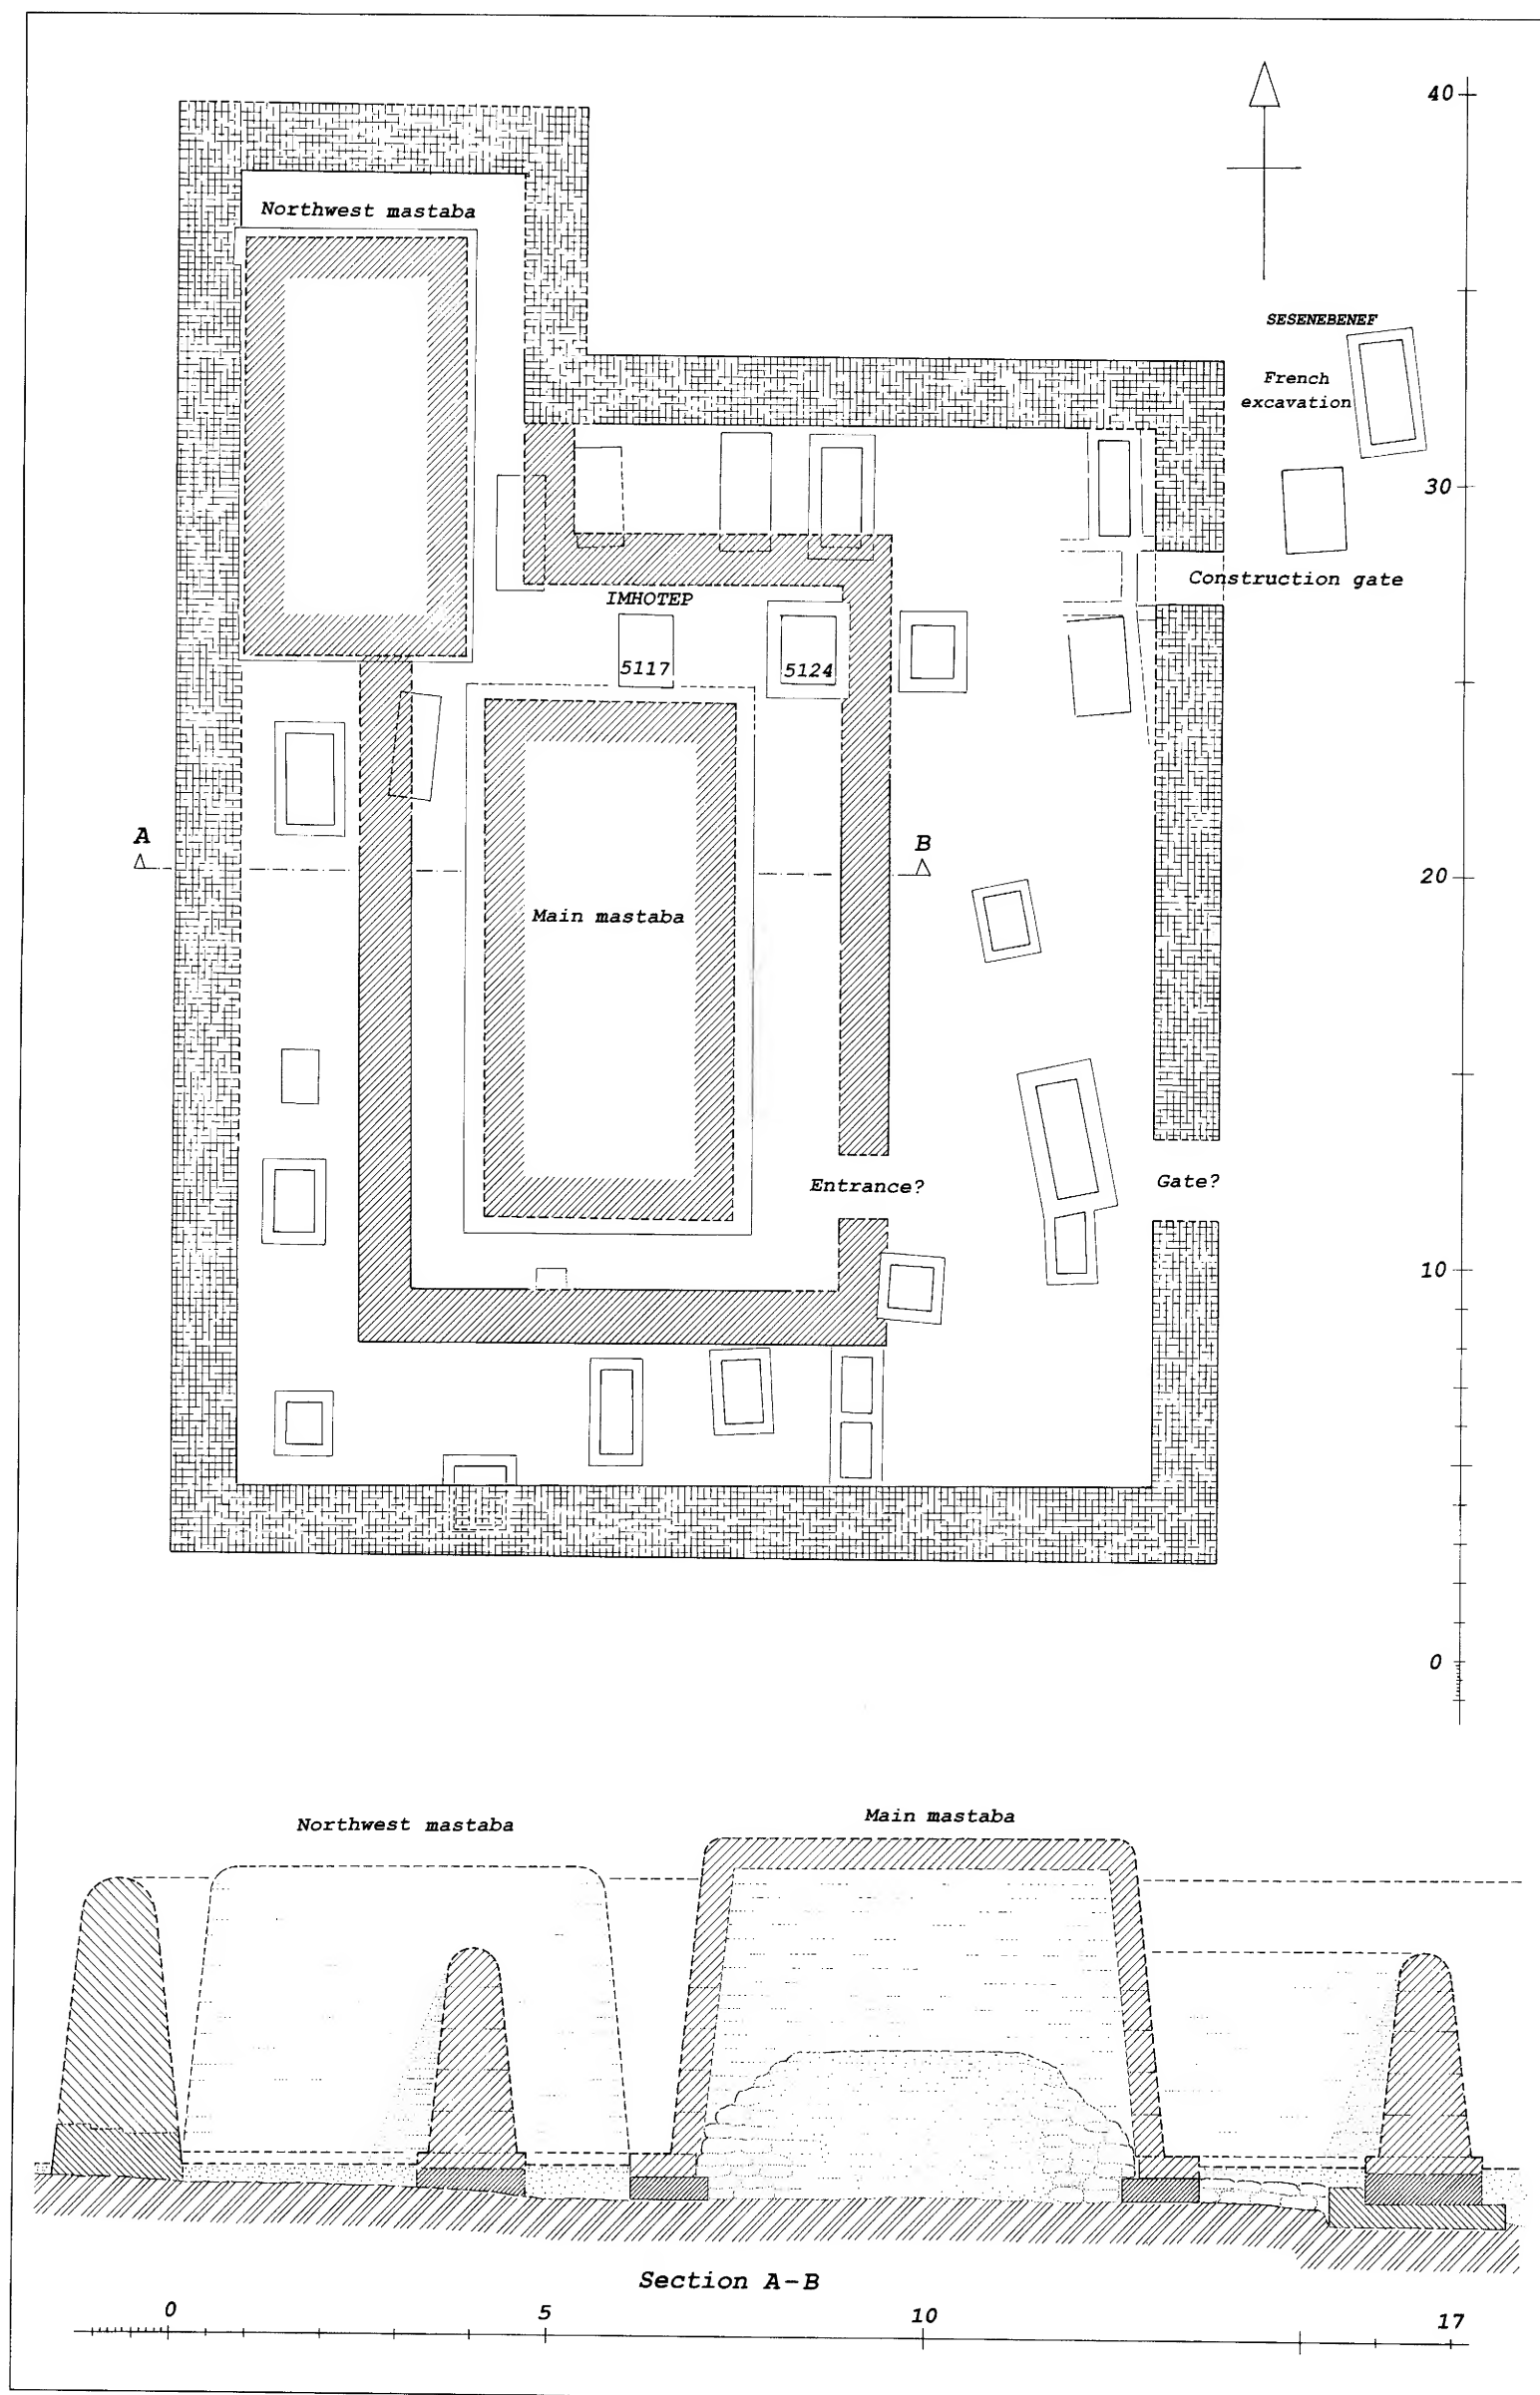 40
Northwest mastaba
SESENEBENEF
French
excavation
30
Construction gate
IMHOTEP
5117
5124
A
B
20
Main mastaba
Entrance?
Gate?
10
0
Northwest mastaba
Main mastaba
Section A-B
0
5
10
17